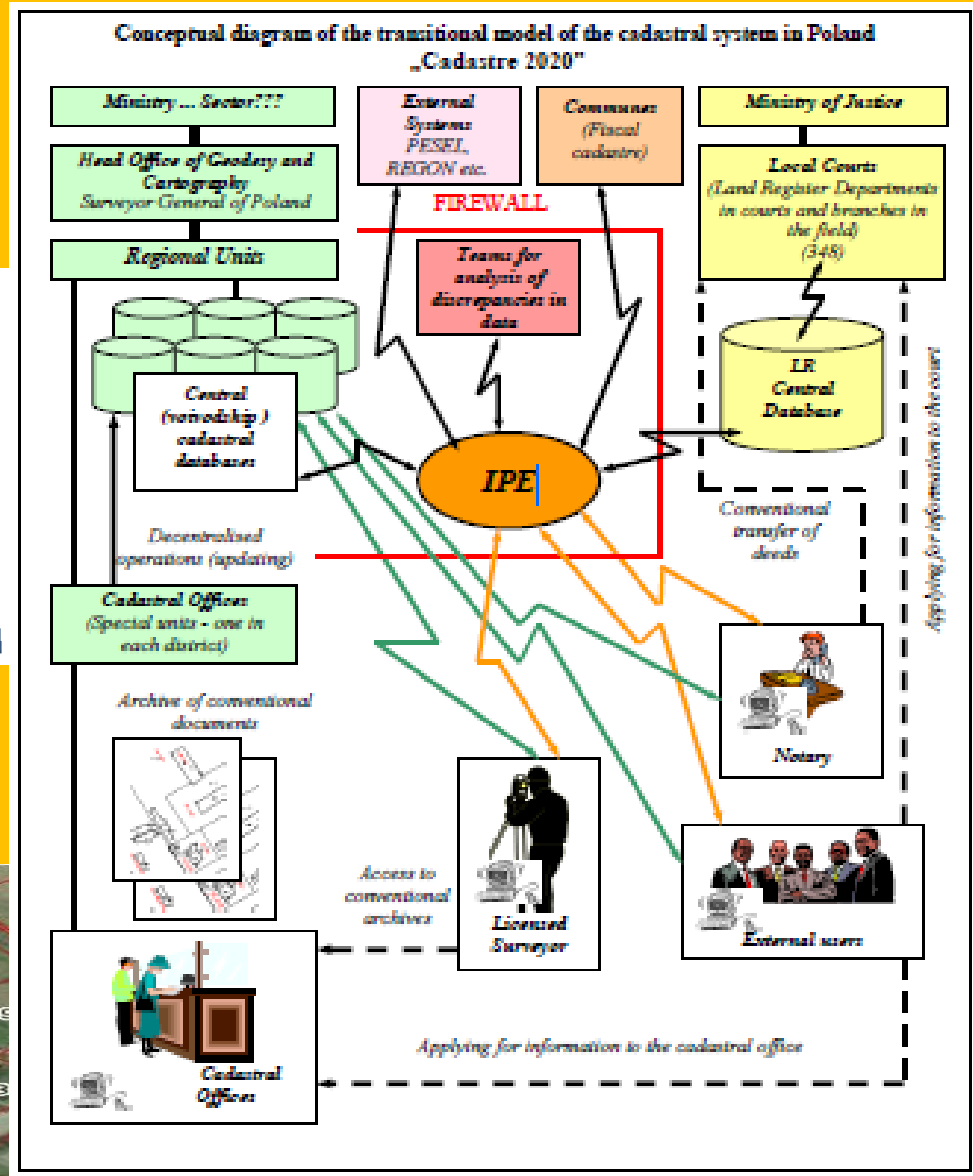 Conceptual diagram of the transitional model of the cadastral system in Poland
„Cadastre 2020"
Ministry ... Sector???
External
Systems
PESEL,
REGON etc.
Communes
(Fiscal
cadastre)
Ministry of Justice
Head Office of Geodesy and
Cartography
Surveyor General of Poland
Local Courts
(Land Register Departments
in courts and branches in
the field)
(348)
FIREWALL
Regional Units
Teams for
analysis of
discrepancies in
data
Central
(voivodship )
cadastral
databases
LR
Central
Database
IPE
Applying for information to the court
Conventional
transfer of
deeds
Decentralised
operations (updating)
Cadastral Offices
(Special units - one in
each district)
Archive of conventional
documents
Notary
Access to
conventional
archives
Licensed
Surveyor
External users
Applying for information to the cadastral office
Cadastral
Offices